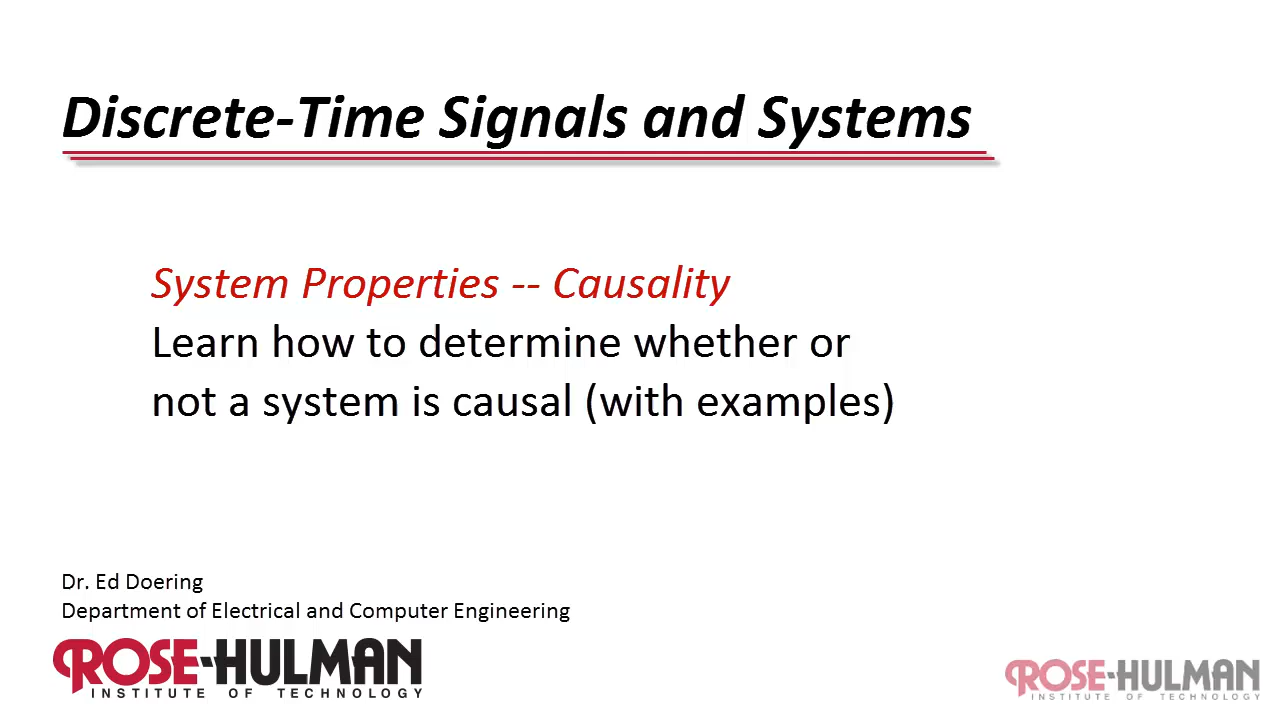 Discrete-Time Signals and Systems
System Properties -- Causality
Learn how to determine whether or
not a system is causal (with examples)
Dr. Ed Doering
Department of Electrical and Computer Engineering
ROSE-HULMAN
INSTITUTE OF TECHNOLOGY
ROSE-HULMAN
INSTITUTE OF TECHNOLOGY